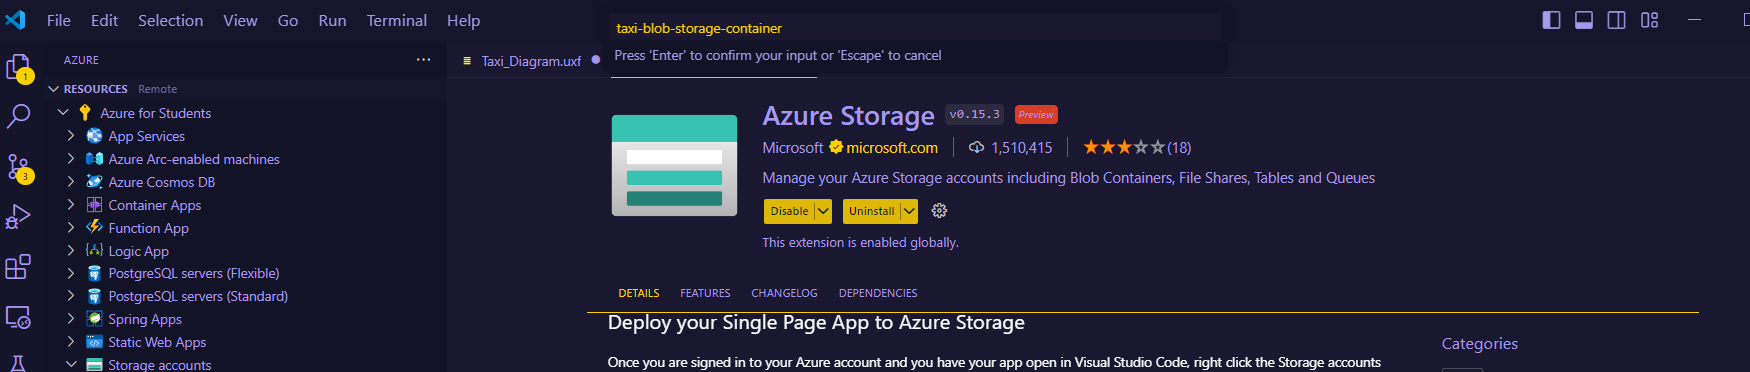 File Edit Selection View Go Run Terminal Help
taxi-blob-storage-container
Press 'Enter' to confirm your input or 'Escape' to cancel
AZURE
Taxi_Diagram.uxf
1
RESOURCES Remote
Azure for Students
App Services
Azure Arc-enabled machines
3
Azure Cosmos DB
Container Apps
Function App
Logic App
PostgreSQL servers (Flexible)
PostgreSQL servers (Standard)
Spring Apps
Static Web Apps
Storage accounts
Azure Storage v0.15.3 Preview
Microsoft microsoft.com 1,510,415 (18)
Manage your Azure Storage accounts including Blob Containers, File Shares, Tables and Queues
Disable Uninstall
This extension is enabled globally.
DETAILS FEATURES CHANGELOG DEPENDENCIES
Deploy your Single Page App to Azure Storage
Once you are signed in to your Azure account and you have your app open in Visual Studio Code, right click the Storage accounts
Categories